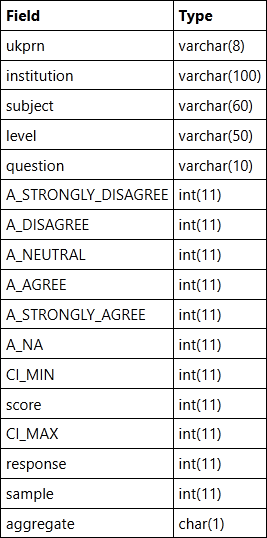 Field Type
ukprn varchar(8)
institution varchar(100)
subject varchar(60)
level varchar(50)
question varchar(10)
A_STRONGLY_DISAGREE int(11)
A_DISAGREE int(11)
A_NEUTRAL int(11)
A_AGREE int(11)
A_STRONGLY_AGREE int(11)
A_NA int(11)
CI_MIN int(11)
score int(11)
CI_MAX int(11)
response int(11)
sample int(11)
aggregate char(1)